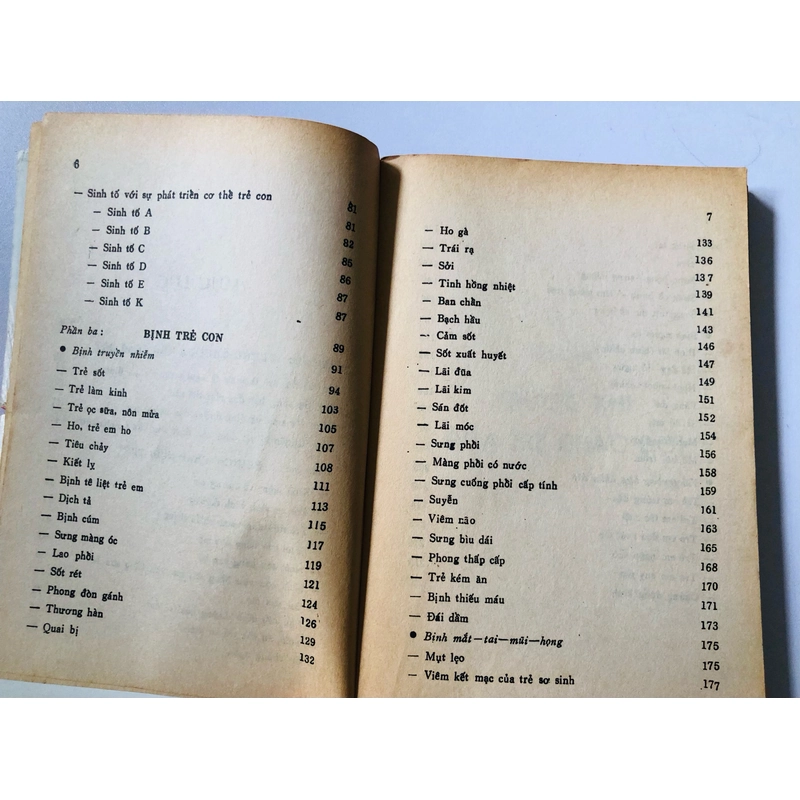 6
— Sinh tố với sự phát triển cơ thể trẻ con 81
— Sinh tố A 81
— Sinh tố B 82
— Sinh tố C 85
— Sinh tố D 86
— Sinh tố E 87
— Sinh tố K 87
Phần ba : BỊNH TRẺ CON 89
● Bịnh truyền nhiễm 91
— Trẻ sốt 94
— Trẻ làm kinh 103
— Trẻ ọc sữa, nôn mửa 105
— Ho, trẻ em ho 107
— Tiêu chảy 108
— Kiết lỵ 111
— Bịnh tê liệt trẻ em 113
— Dịch tả 115
— Bịnh cúm 117
— Sưng màng óc 119
— Lao phổi 121
— Sốt rét 124
— Phong đòn gánh 126
— Thương hàn 129
— Quai bị 132
7
— Ho gà 133
— Trái rạ 136
— Sởi 137
— Tinh hồng nhiệt 139
— Ban chần 141
— Bạch hầu 143
— Cảm sốt 146
— Sốt xuất huyết 147
— Lãi đũa 149
— Lãi kim 151
— Sán đốt 152
— Lãi móc 154
— Sưng phổi 156
— Màng phổi có nước 158
— Sưng cuống phổi cấp tính 159
— Suyễn 161
— Viêm não 163
— Sưng bìu dái 165
— Phong thấp cấp 168
— Trẻ kém ăn 170
— Bịnh thiếu máu 171
— Đái dầm 173
● Bịnh mắt—tai—mũi—họng 175
— Mụt lẹo 175
— Viêm kết mạc của trẻ sơ sinh 177